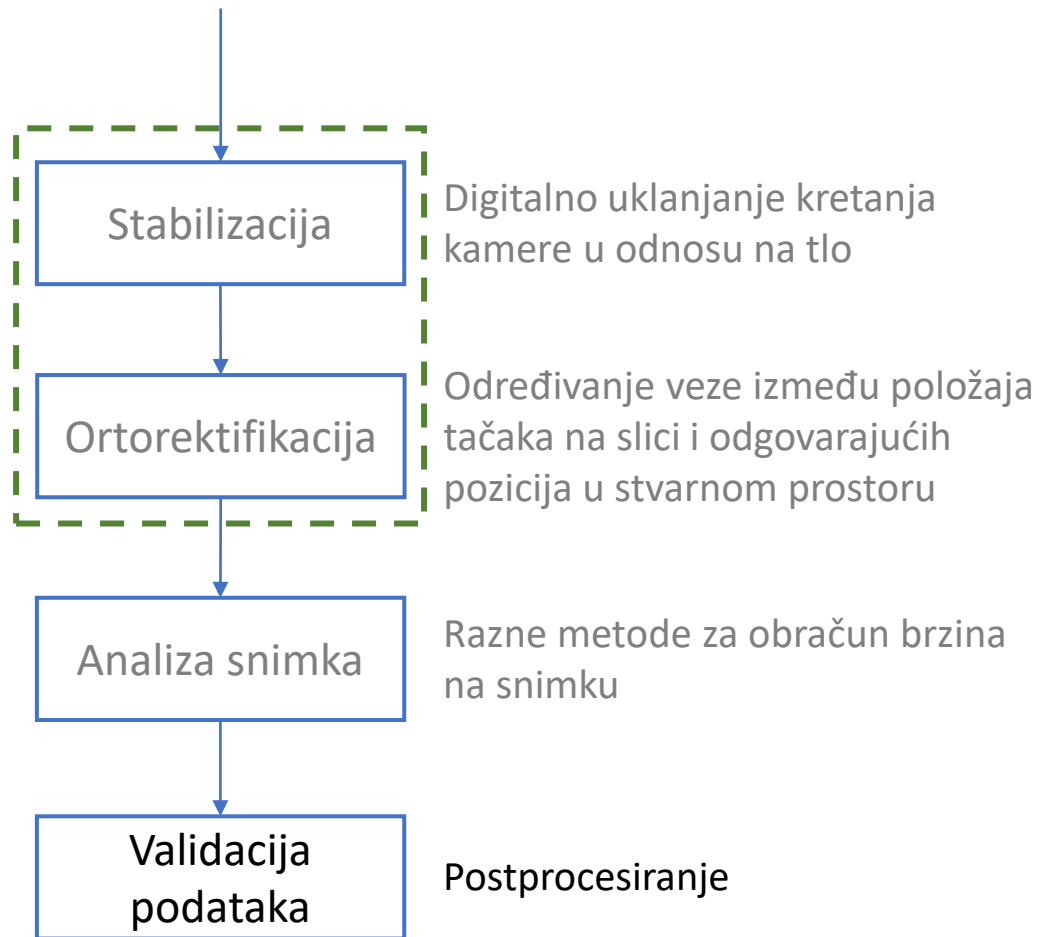 Stabilizacija
Digitalno uklanjanje kretanja
kamere u odnosu na tlo
Ortorektifikacija
Određivanje veze između položaja
tačaka na slici i odgovarajućih
pozicija u stvarnom prostoru
Analiza snimka
Razne metode za obračun brzina
na snimku
Validacija
podataka
Postprocesiranje